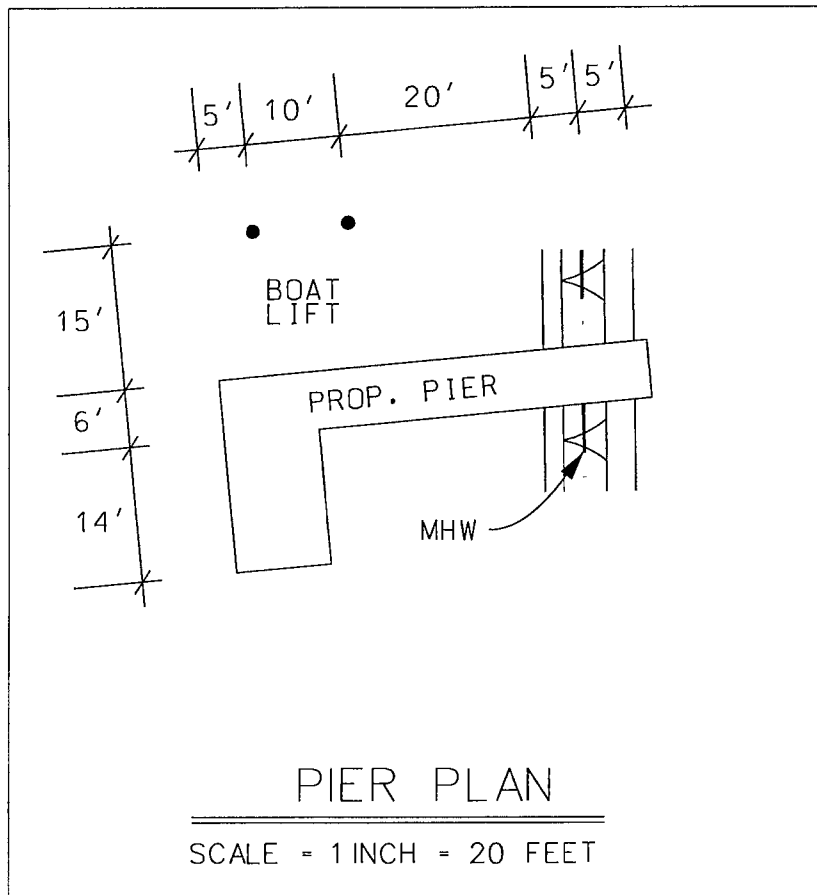 5' 10' 20' 5' 5'
BOAT
LIFT
15'
PROP. PIER
6'
14'
MHW
PIER PLAN
SCALE = 1 INCH = 20 FEET